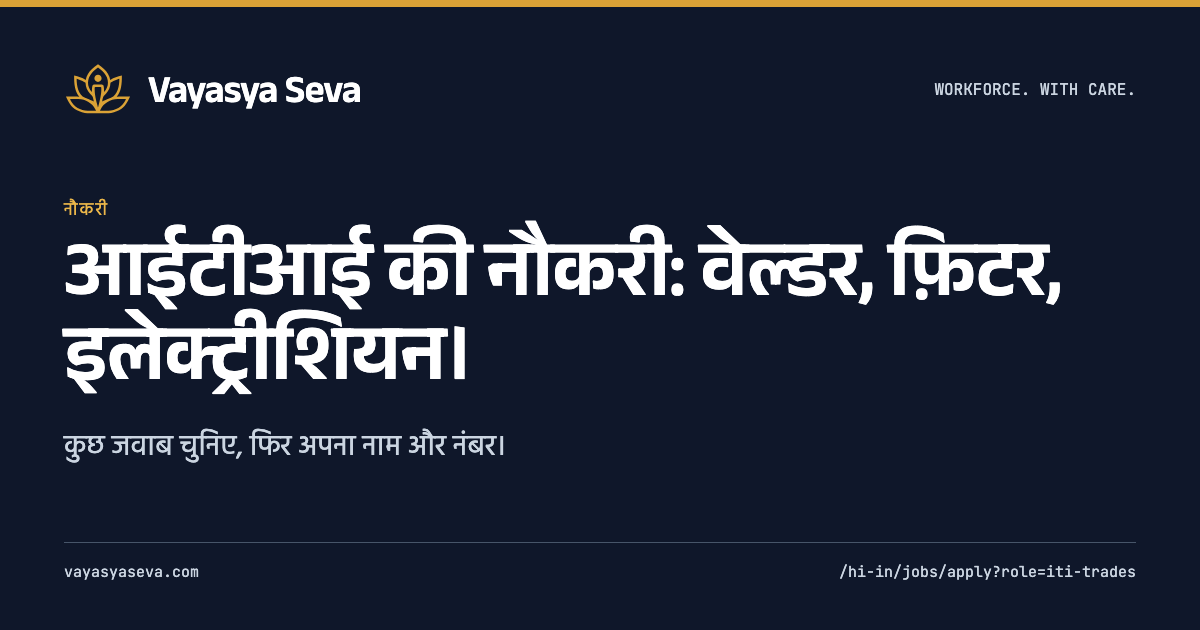 Vayasya Seva
WORKFORCE. WITH CARE.
नौकरी
आईटीआई की नौकरी: वेल्डर, फ़िटर,
इलेक्ट्रीशियन।
कुछ जवाब चुनिए, फिर अपना नाम और नंबर।
vayasyaseva.com
/hi-in/jobs/apply?role=iti-trades